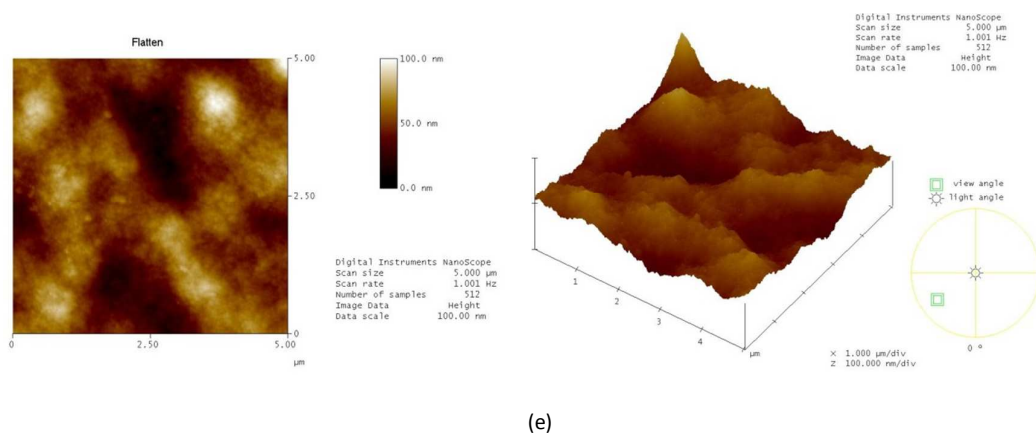 Flatten
5.00
2.50
0
0
2.50
5.00
μm
100.0 nm
50.0 nm
0.0 nm
Digital Instruments NanoScope
Scan size 5.000 μm
Scan rate 1.001 Hz
Number of samples 512
Image Data Height
Data scale 100.00 nm
Digital Instruments NanoScope
Scan size 5.000 μm
Scan rate 1.001 Hz
Number of samples 512
Image Data Height
Data scale 100.00 nm
1
2
3
4
μm
view angle
light angle
0 °
X 1.000 μm/div
Z 100.000 nm/div
(e)